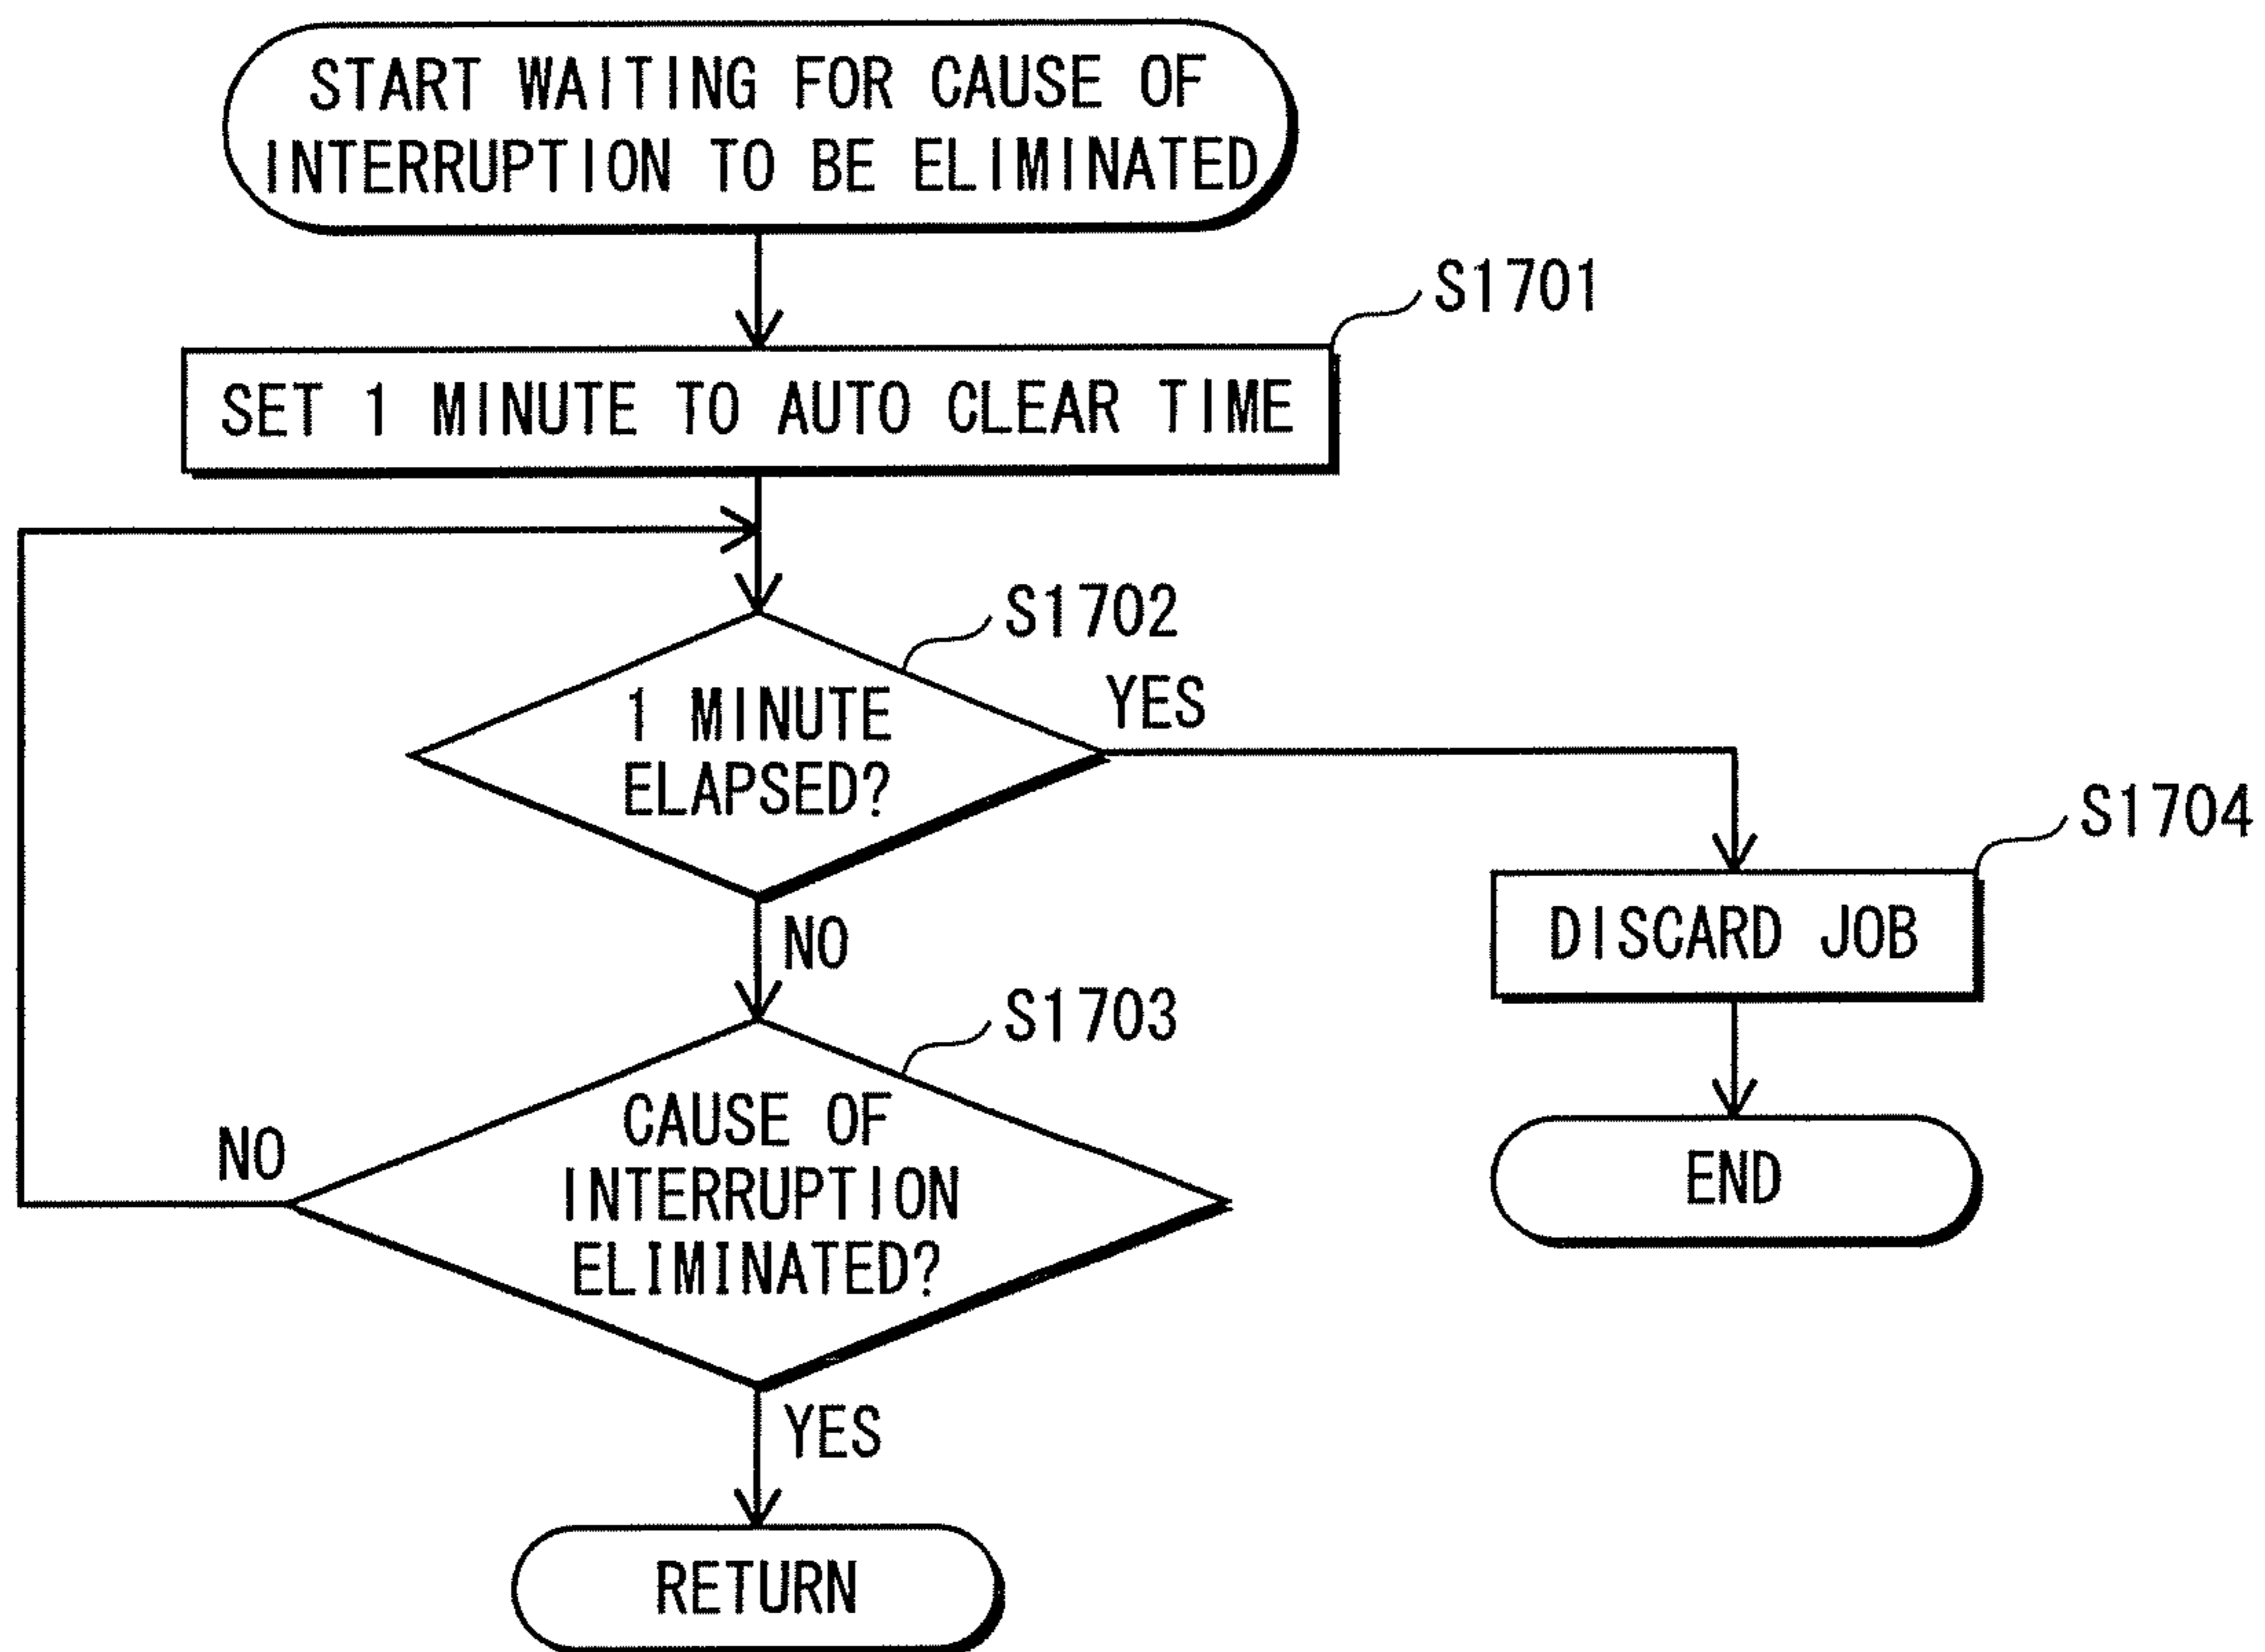 START WAITING FOR CAUSE OF
INTERRUPTION TO BE ELIMINATED
S1701
SET 1 MINUTE TO AUTO CLEAR TIME
S1702
1 MINUTE
ELAPSED?
YES
NO
S1704
DISCARD JOB
END
S1703
CAUSE OF
INTERRUPTION
ELIMINATED?
NO
YES
RETURN